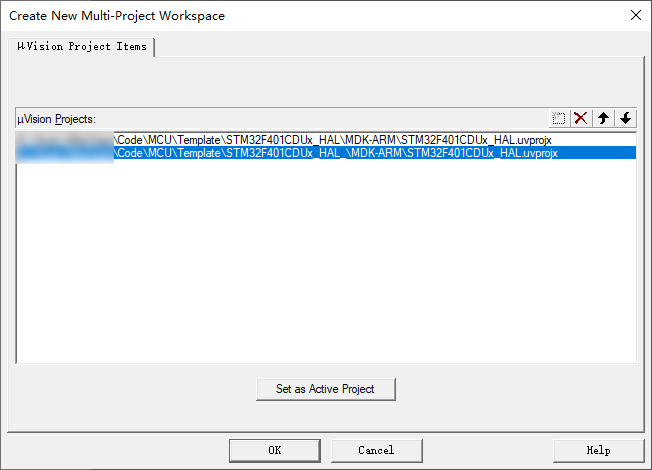 Create New Multi-Project Workspace
μVision Project Items
μVision Projects:
\Code\MCU\Template\STM32F401CDUx_HAL\MDK-ARM\STM32F401CDUx_HAL.uvprojx
\Code\MCU\Template\STM32F401CDUx_HAL_\MDK-ARM\STM32F401CDUx_HAL.uvprojx
Set as Active Project
OK
Cancel
Help